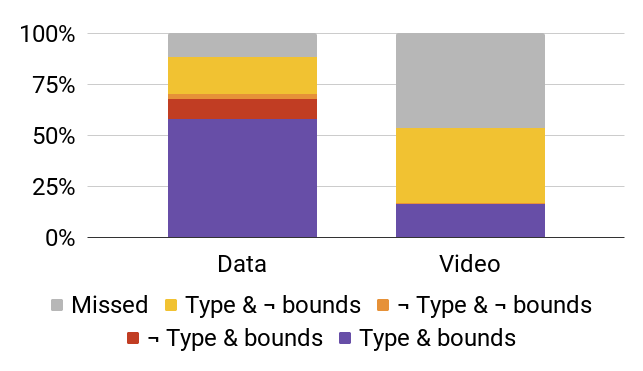 100%
75%
50%
25%
0%
Data
Video
Missed
Type & ¬ bounds
¬ Type & ¬ bounds
¬ Type & bounds
Type & bounds